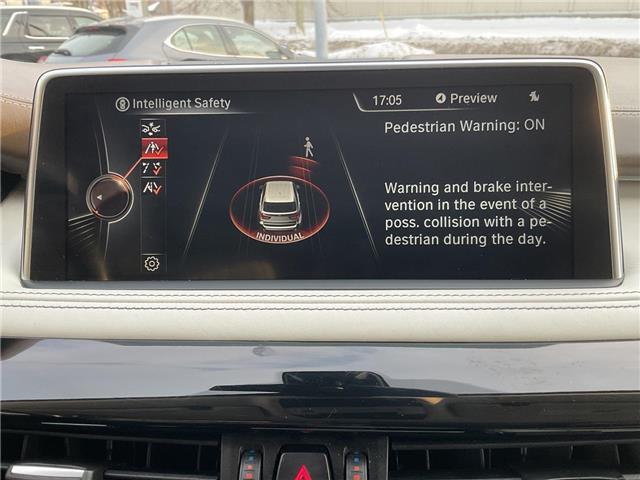 Intelligent Safety
17:05
Preview
Pedestrian Warning: ON
Warning and brake inter-
vention in the event of a
poss. collision with a pe-
destrian during the day.
INDIVIDUAL